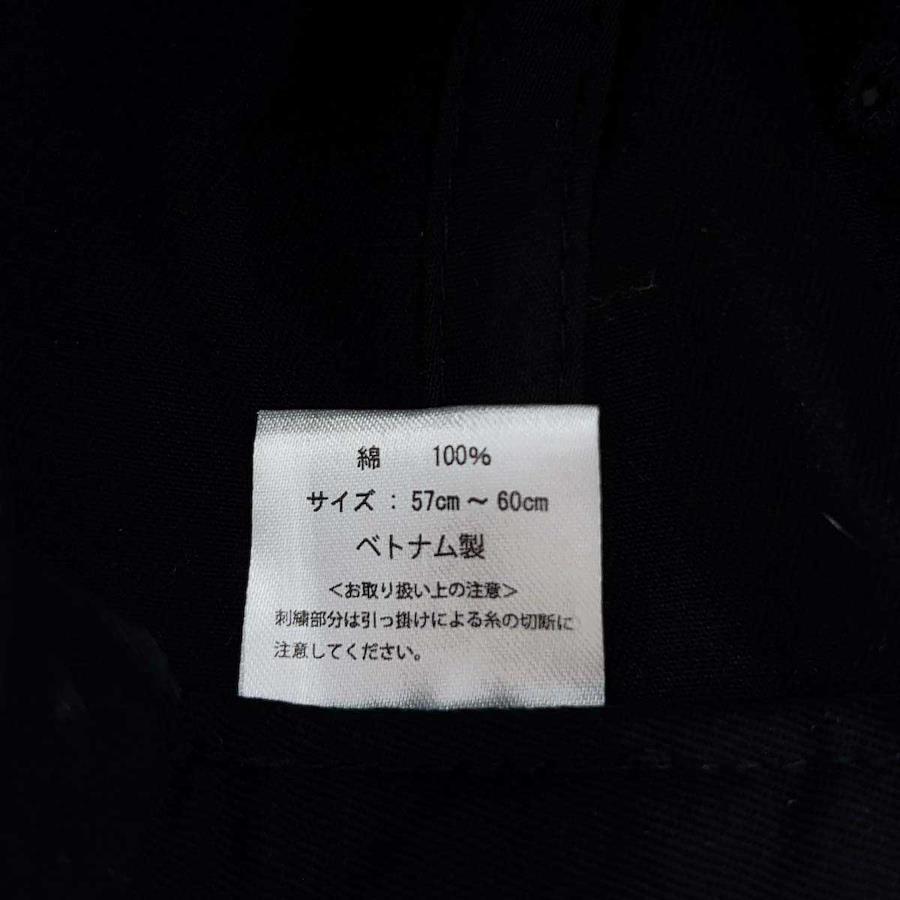 綿 100%
サイズ : 57cm ～ 60cm
ベトナム製
<お取り扱い上の注意>
刺繍部分は引っ掛けによる糸の切断に
注意してください。